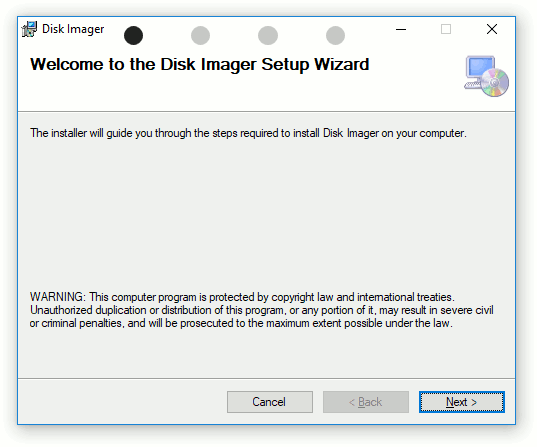 Disk Imager
Welcome to the Disk Imager Setup Wizard
The installer will guide you through the steps required to install Disk Imager on your computer.
WARNING: This computer program is protected by copyright law and international treaties.
Unauthorized duplication or distribution of this program, or any portion of it, may result in severe civil
or criminal penalties, and will be prosecuted to the maximum extent possible under the law.
Cancel
< Back
Next >